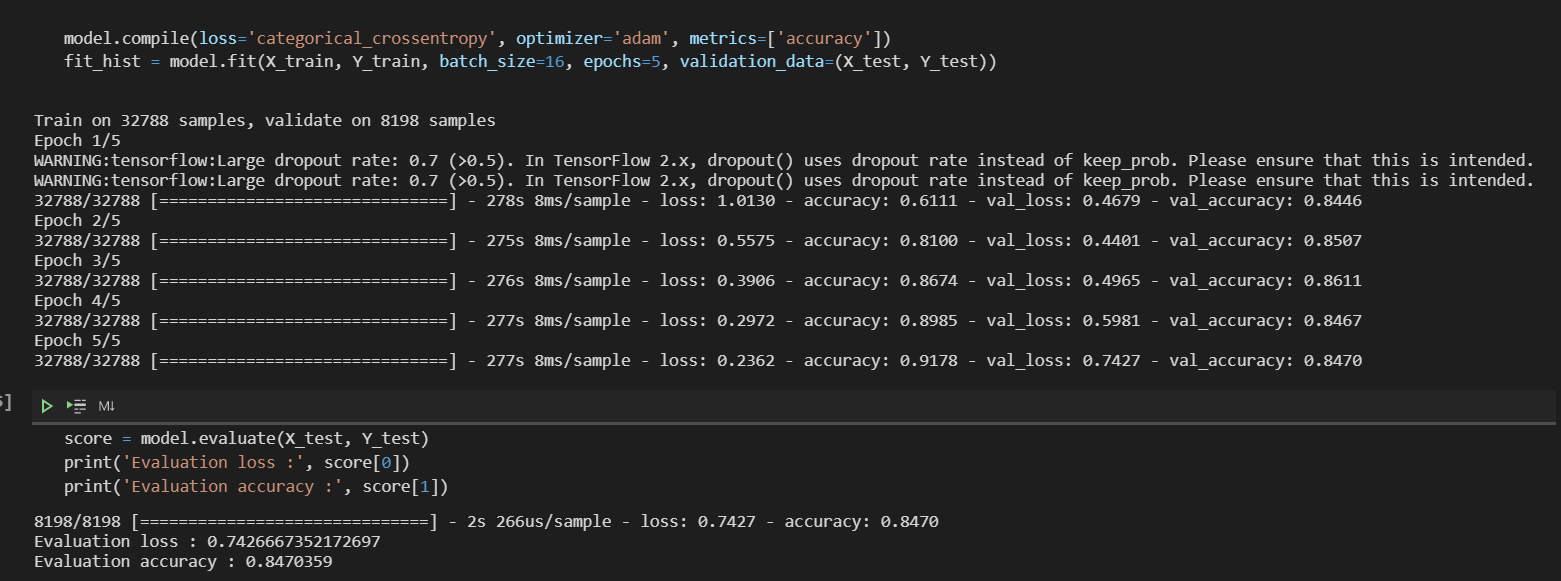 model.compile(loss='categorical_crossentropy', optimizer='adam', metrics=['accuracy'])
fit_hist = model.fit(X_train, Y_train, batch_size=16, epochs=5, validation_data=(X_test, Y_test))
Train on 32788 samples, validate on 8198 samples
Epoch 1/5
WARNING:tensorflow:Large dropout rate: 0.7 (>0.5). In TensorFlow 2.x, dropout() uses dropout rate instead of keep_prob. Please ensure that this is intended.
WARNING:tensorflow:Large dropout rate: 0.7 (>0.5). In TensorFlow 2.x, dropout() uses dropout rate instead of keep_prob. Please ensure that this is intended.
32788/32788 [==============================] - 278s 8ms/sample - loss: 1.0130 - accuracy: 0.6111 - val_loss: 0.4679 - val_accuracy: 0.8446
Epoch 2/5
32788/32788 [==============================] - 275s 8ms/sample - loss: 0.5575 - accuracy: 0.8100 - val_loss: 0.4401 - val_accuracy: 0.8507
Epoch 3/5
32788/32788 [==============================] - 276s 8ms/sample - loss: 0.3906 - accuracy: 0.8674 - val_loss: 0.4965 - val_accuracy: 0.8611
Epoch 4/5
32788/32788 [==============================] - 277s 8ms/sample - loss: 0.2972 - accuracy: 0.8985 - val_loss: 0.5981 - val_accuracy: 0.8467
Epoch 5/5
32788/32788 [==============================] - 277s 8ms/sample - loss: 0.2362 - accuracy: 0.9178 - val_loss: 0.7427 - val_accuracy: 0.8470
] M↓
score = model.evaluate(X_test, Y_test)
print('Evaluation loss :', score[0])
print('Evaluation accuracy :', score[1])
8198/8198 [==============================] - 2s 266us/sample - loss: 0.7427 - accuracy: 0.8470
Evaluation loss : 0.7426667352172697
Evaluation accuracy : 0.8470359